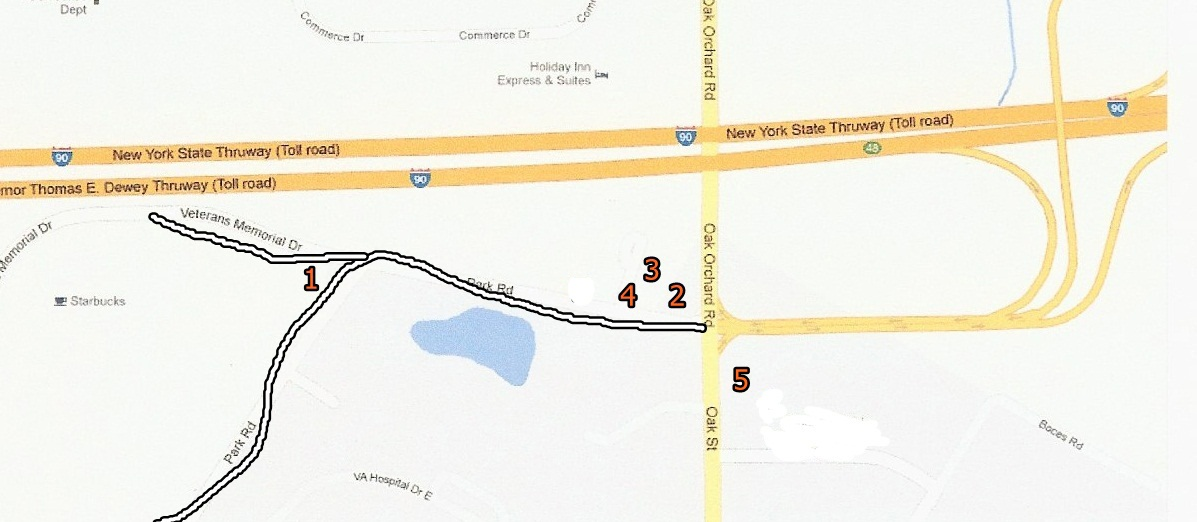 Dept
Commerce Dr
Commerce Dr
Com
Oak Orchard Rd
Holiday Inn
Express & Suites
90
New York State Thruway (Toll road)
90
New York State Thruway (Toll road)
90
48
rnor Thomas E. Dewey Thruway (Toll road)
90
Memorial Dr
Veterans Memorial Dr
Oak Orchard Rd
1
3
4
2
Park Rd
Starbucks
5
Park Rd
Oak St
Boces Rd
VA Hospital Dr E